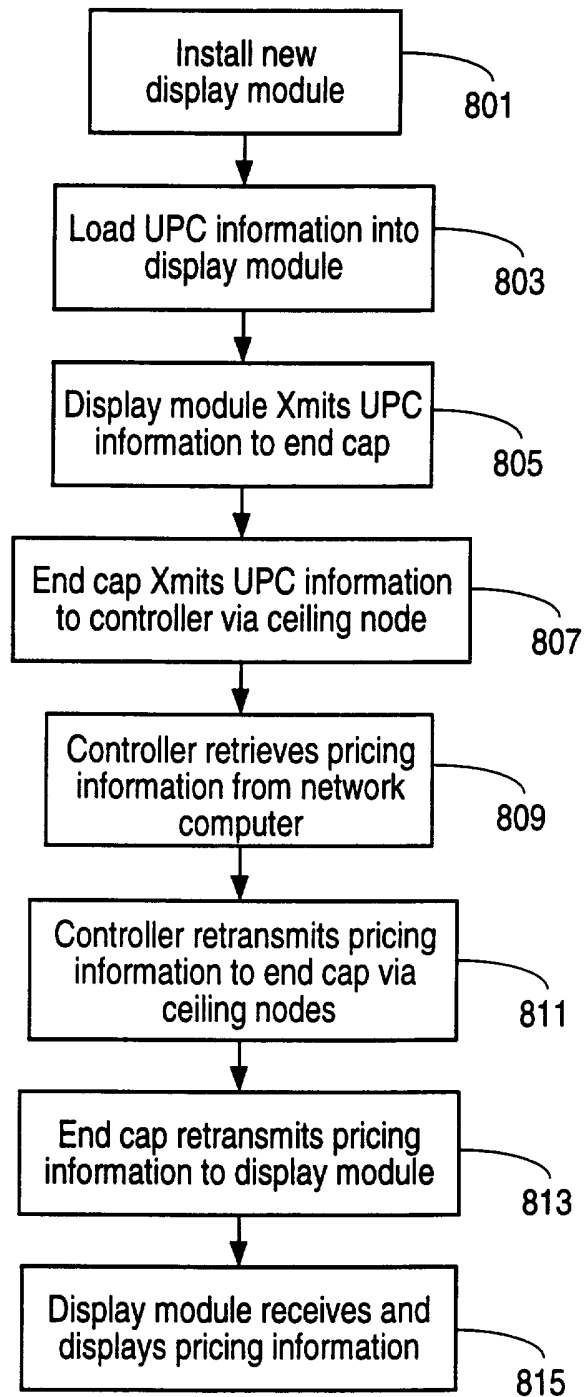 Install new
display module
801
Load UPC information into
display module
803
Display module Xmits UPC
information to end cap
805
End cap Xmits UPC information
to controller via ceiling node
807
Controller retrieves pricing
information from network
computer
809
Controller retransmits pricing
information to end cap via
ceiling nodes
811
End cap retransmits pricing
information to display module
813
Display module receives and
displays pricing information
815